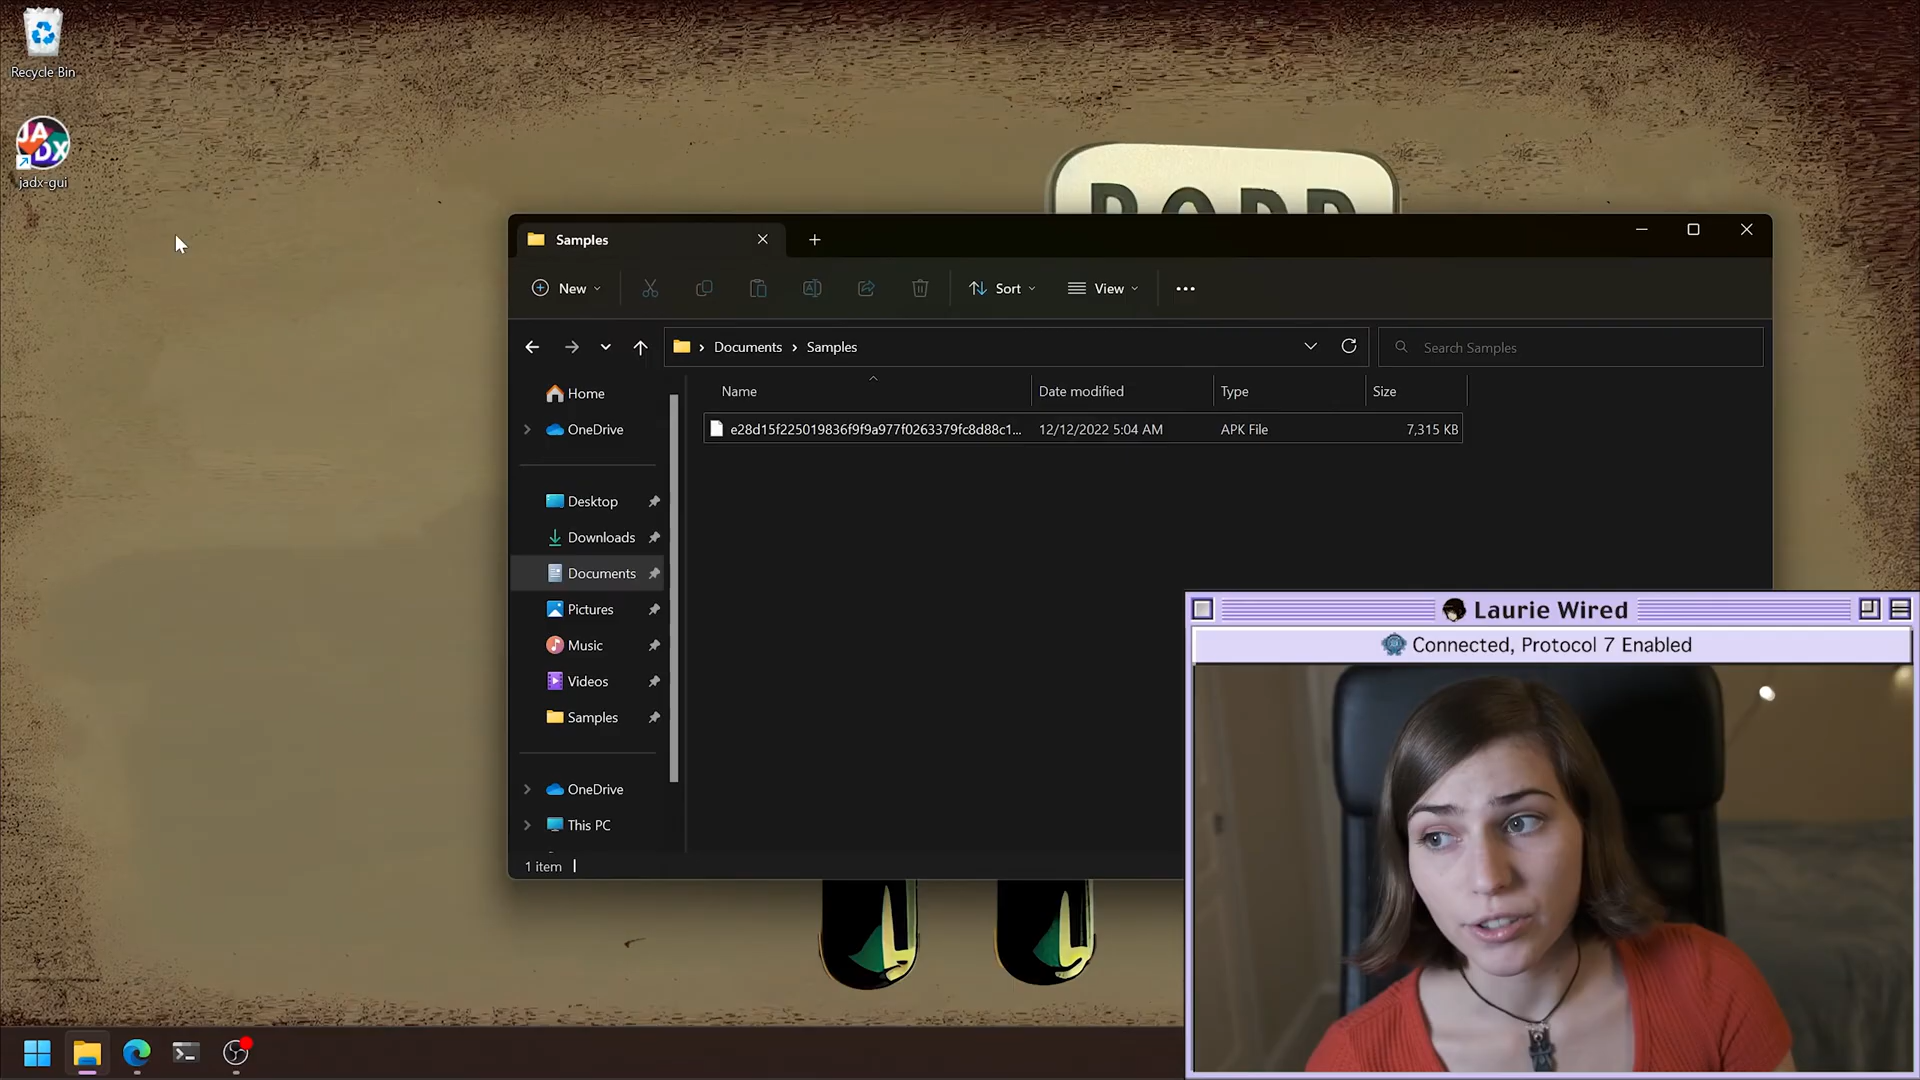 Recycle Bin
JADX
jadx-gui
Samples
New
Sort
View
Documents
Samples
Search Samples
Name
Date modified
Type
Size
e28d15f225019836f9f9a977f0263379fc8d88c1...
12/12/2022 5:04 AM
APK File
7,315 KB
Home
OneDrive
Desktop
Downloads
Documents
Pictures
Music
Videos
Samples
OneDrive
This PC
1 item
Laurie Wired
Connected, Protocol 7 Enabled